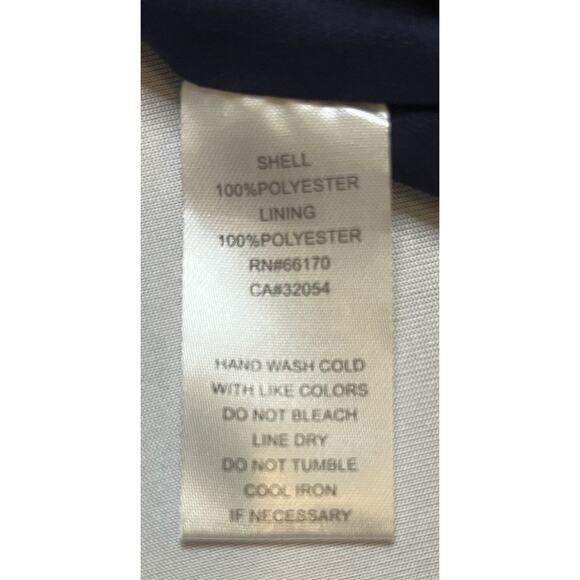 SHELL
100%POLYESTER
LINING
100%POLYESTER
RN#66170
CA#32054
HAND WASH COLD
WITH LIKE COLORS
DO NOT BLEACH
LINE DRY
DO NOT TUMBLE
COOL IRON
IF NECESSARY